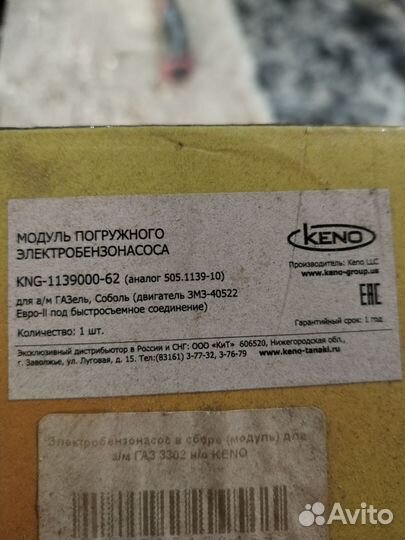 МОДУЛЬ ПОГРУЖНОГО
ЭЛЕКТРОБЕНЗОНАСОСА
KENO
Производитель: Keno LLC
www.keno-group.us
KNG-1139000-62 (аналог 505.1139-10)
для а/м ГАЗель, Соболь (двигатель ЗМЗ-40522
Евро-II под быстросъемное соединение)
EAC
Количество: 1 шт.
Гарантийный срок: 1 год
Эксклюзивный дистрибьютор в России и СНГ: ООО «КиТ» 606520, Нижегородская обл.,
г. Заволжье, ул. Луговая, д. 15. Тел.(83161) 3-77-32, 3-76-79
www.keno-tanaki.ru
Электробензонасос в сборе (модуль) для
а/м ГАЗ 3302 н/о KENO
Avito